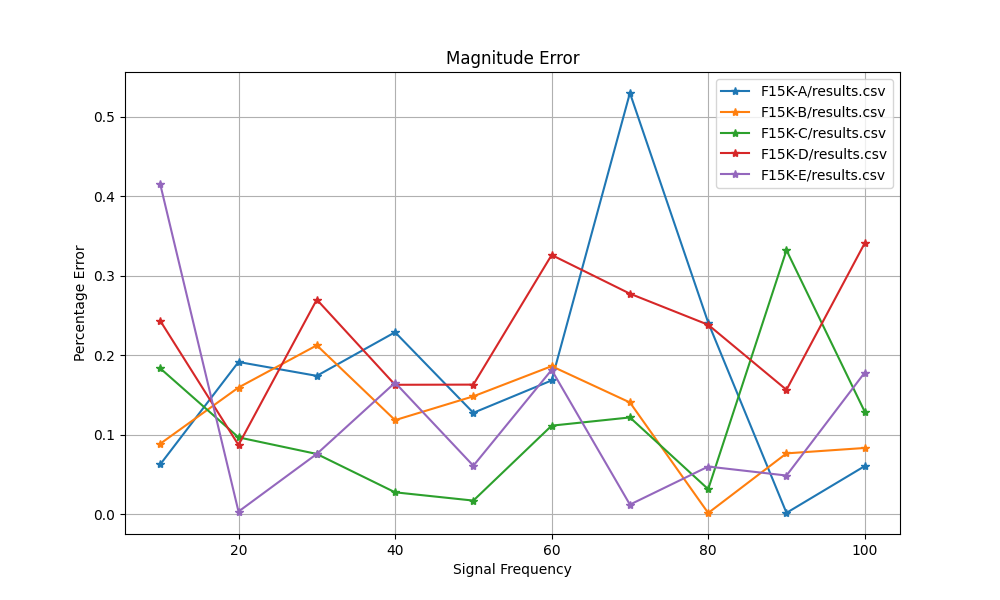 Magnitude Error
F15K-A/results.csv
F15K-B/results.csv
F15K-C/results.csv
F15K-D/results.csv
F15K-E/results.csv
Percentage Error
0.5
0.4
0.3
0.2
0.1
0.0
20 40 60 80 100
Signal Frequency